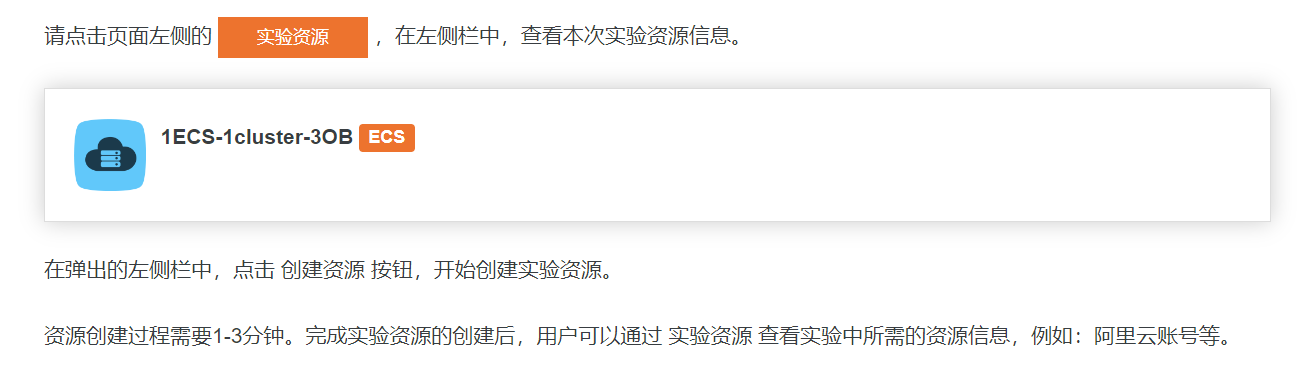 请点击页面左侧的 实验资源 ，在左侧栏中，查看本次实验资源信息。
1ECS-1cluster-3OB ECS
在弹出的左侧栏中，点击 创建资源 按钮，开始创建实验资源。
资源创建过程需要1-3分钟。完成实验资源的创建后，用户可以通过 实验资源 查看实验中所需的资源信息，例如：阿里云账号等。